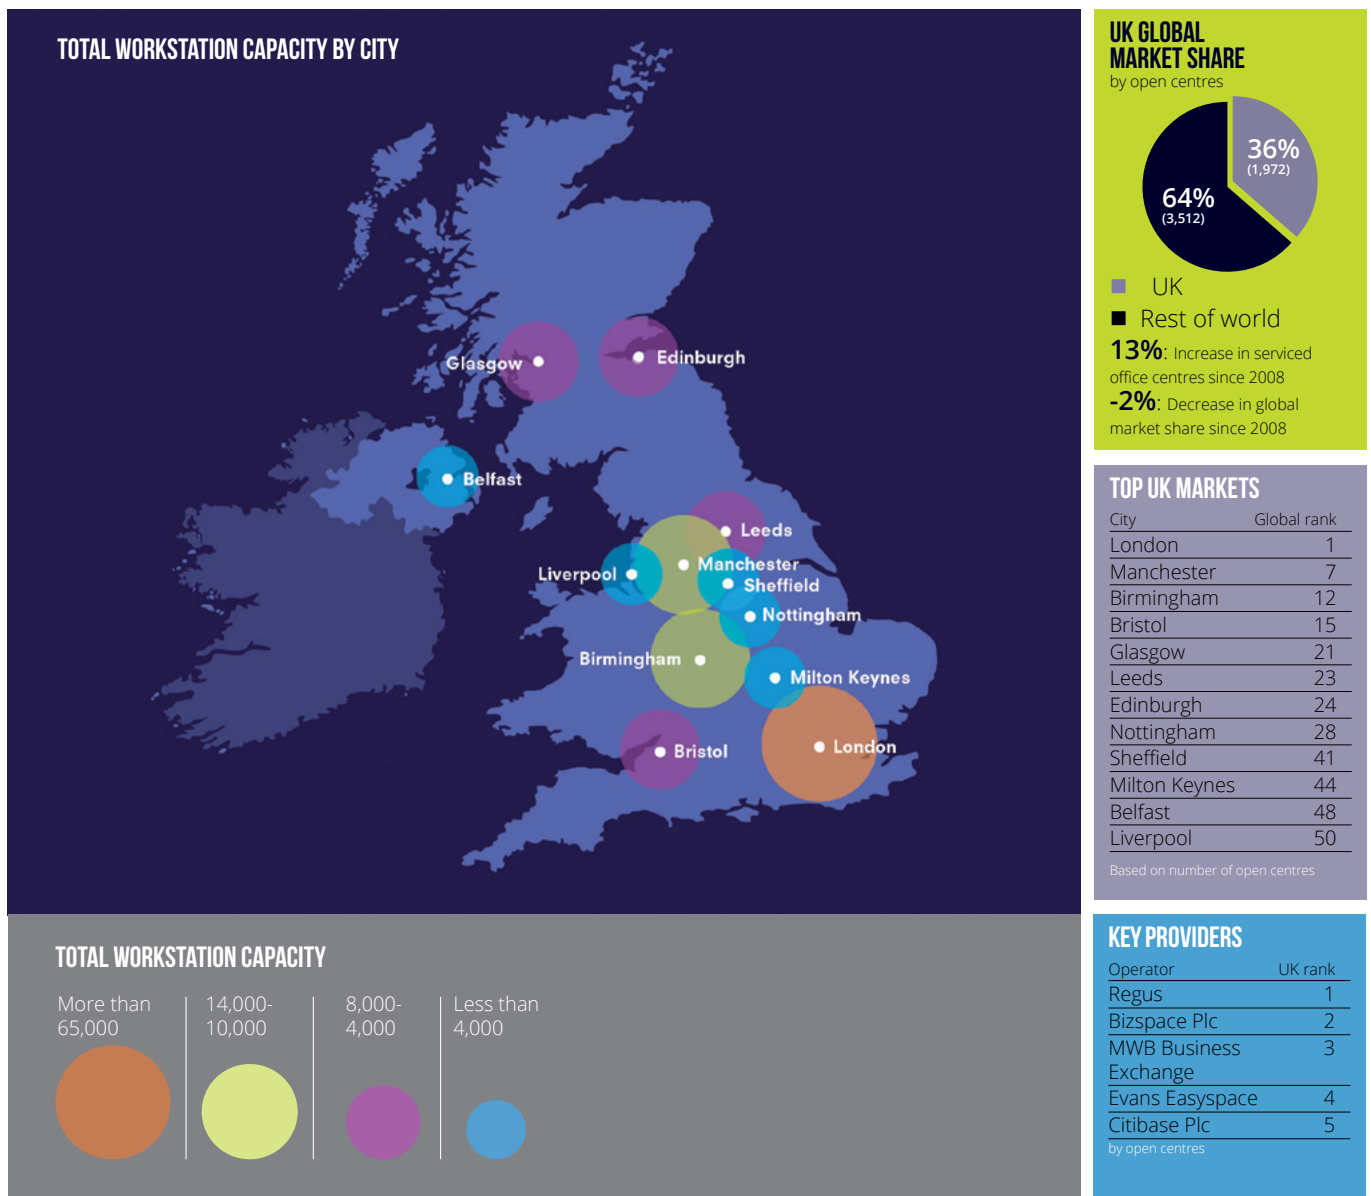 TOTAL WORKSTATION CAPACITY BY CITY
Glasgow
Edinburgh
Belfast
Leeds
Manchester
Liverpool
Sheffield
Nottingham
Birmingham
Milton Keynes
Bristol
London
TOTAL WORKSTATION CAPACITY
More than
65,000
14,000-
10,000
8,000-
4,000
Less than
4,000
UK GLOBAL
MARKET SHARE
by open centres
36%
(1,972)
64%
(3,512)
UK
Rest of world
13%: Increase in serviced
office centres since 2008
-2%: Decrease in global
market share since 2008
TOP UK MARKETS
City Global rank
London 1
Manchester 7
Birmingham 12
Bristol 15
Glasgow 21
Leeds 23
Edinburgh 24
Nottingham 28
Sheffield 41
Milton Keynes 44
Belfast 48
Liverpool 50
Based on number of open centres
KEY PROVIDERS
Operator UK rank
Regus 1
Bizspace Plc 2
MWB Business 3
Exchange
Evans Easyspace 4
Citibase Plc 5
by open centres